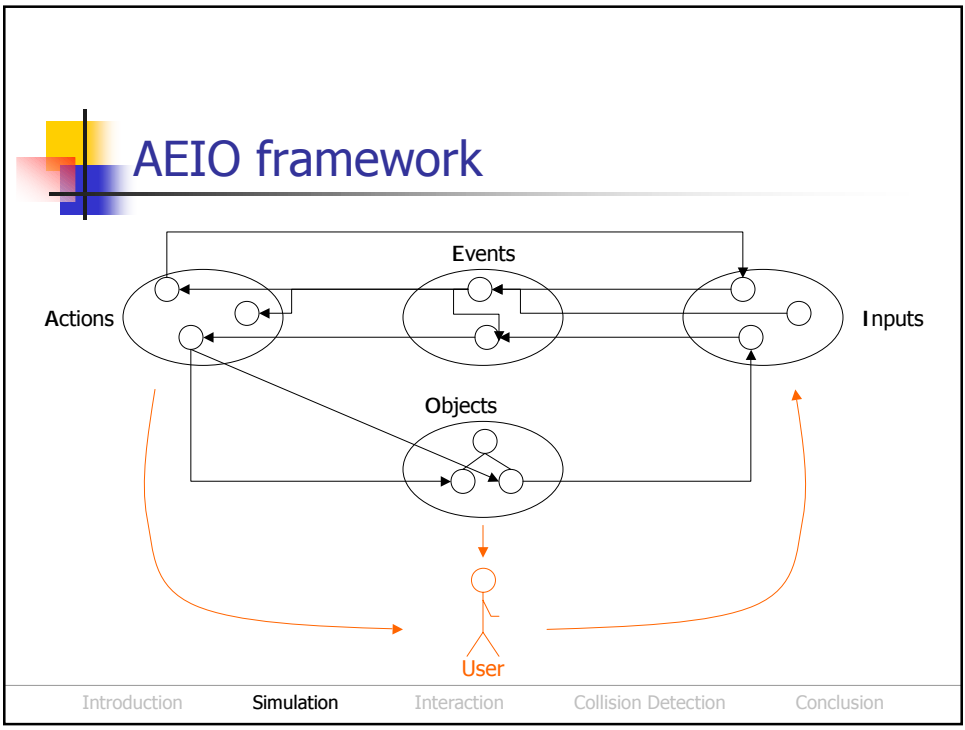 AEIO framework
Events
Actions
Inputs
Objects
User
Introduction Simulation Interaction Collision Detection Conclusion